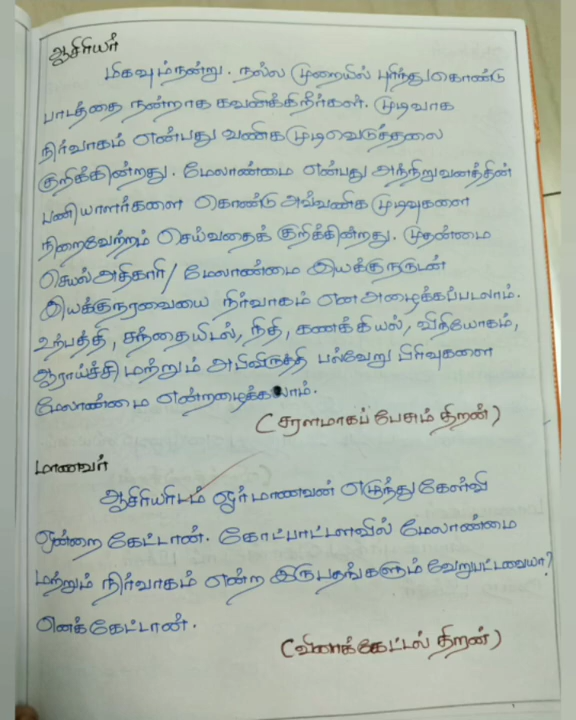 ஆசிரியர்
மிகவும்நன்று. நல்ல முறையில் புரிந்துகொண்டு
பாடத்தை நன்றாக கவனிக்கிறீர்கள். முடிவாக
நிர்வாகம் என்பது வணிகமுடிவெடுத்தலை
குறிக்கின்றது. மேலாண்மை என்பது அந்நிறுவனத்தின்
பணியாளர்களை கொண்டு அவ்வணிக முடிவுகளை
நிறைவேற்றம் செய்வதைக் குறிக்கின்றது. முதன்மை
செயல்அதிகாரி/ மேலாண்மை இயக்குநருடன்
இயக்குநரவையை நிர்வாகம் என அழைக்கப்படலாம்.
உற்பத்தி, சந்தையிடல், நிதி, கணக்கியல், விநியோகம்,
ஆராய்ச்சி மற்றும் அபிவிருத்தி பல்வேறு பிரிவுகளை
மேலாண்மை என்றழைக்கலாம்.
(சரளமாகப் பேசும் திறன்)
மாணவர்
ஆசிரியரிடம் ஓர் மாணவன் எழுந்து கேள்வி
ஒன்றை கேட்டான். கோட்பாட்டளவில் மேலாண்மை
மற்றும் நிர்வாகம் என்ற இருபதங்களும் வேறுபட்டவையா?
எனக்கேட்டான்.
(வினாக்கேட்டல் திறன்)